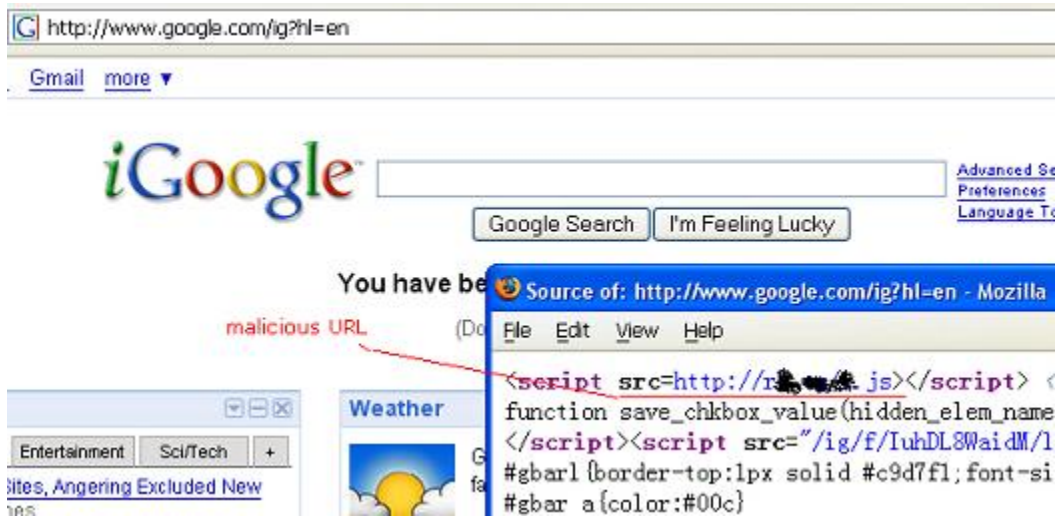 http://www.google.com/ig?hl=en
Gmail more ▼
iGoogle™
Advanced Se
Preferences
Language To
Google Search I'm Feeling Lucky
You have be
malicious URL
(Do
Source of: http://www.google.com/ig?hl=en - Mozilla
File Edit View Help
<script src=http://r .js></script> <
function save_chkbox_value(hidden_elem_name
</script><script src="/ig/f/IuhDL8WaidM/l
#gbarl{border-top:1px solid #c9d7f1;font-si
#gbar a{color:#00c}
Weather
G
fa
Entertainment Sci/Tech +
Sites, Angering Excluded New